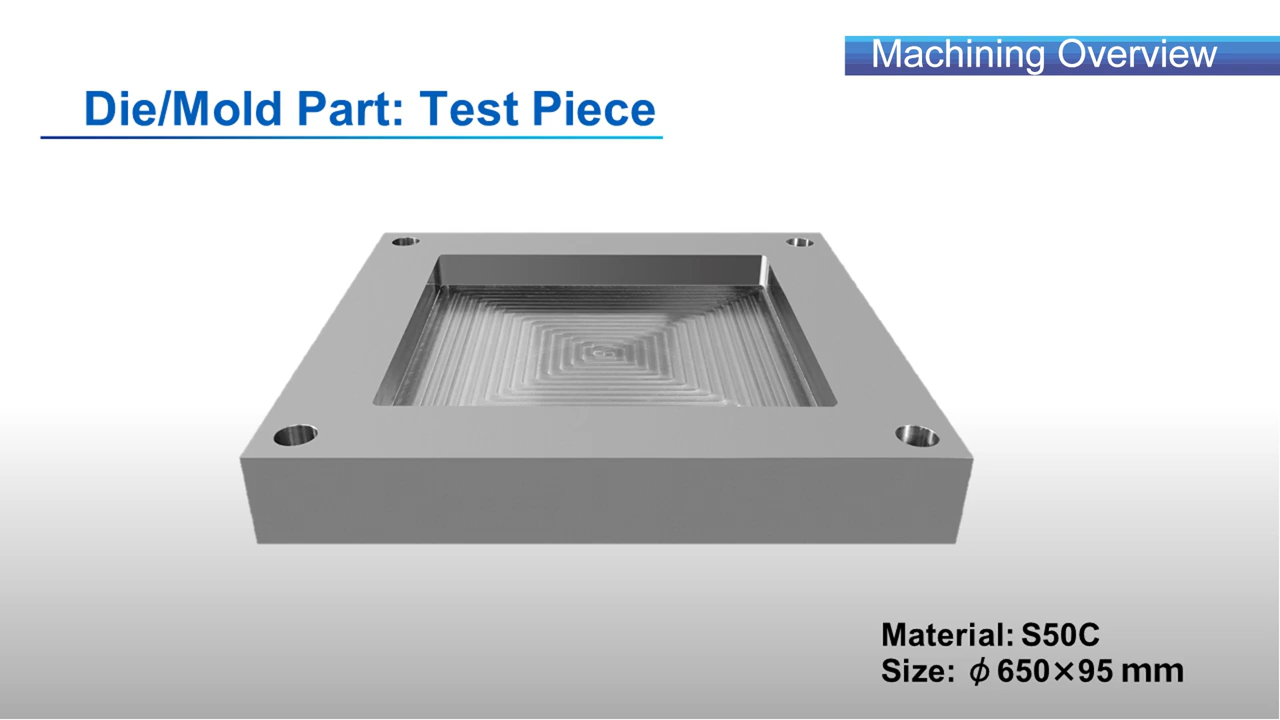 Machining Overview
Die/Mold Part: Test Piece
Material: S50C
Size: φ650×95 mm